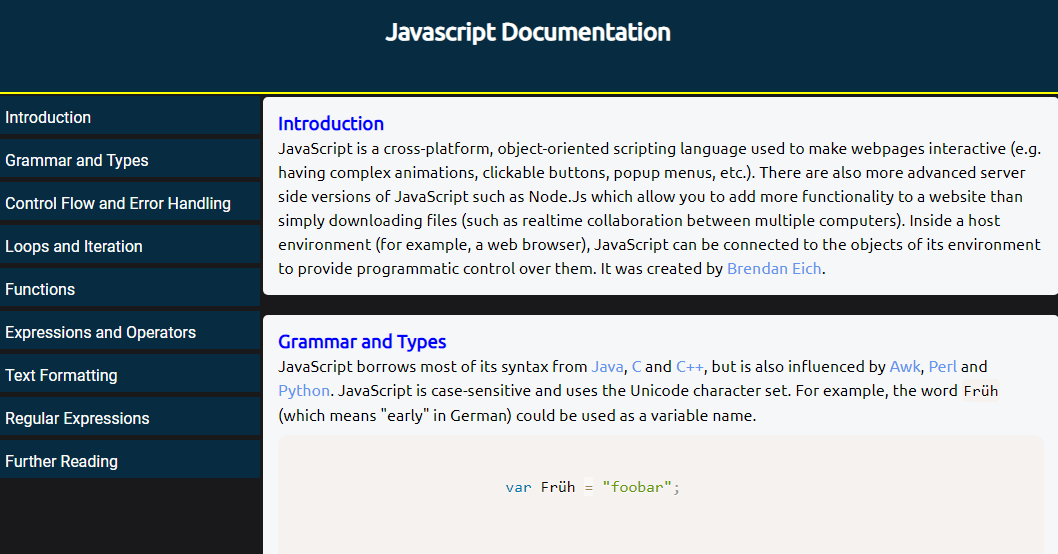 Javascript Documentation
Introduction
Grammar and Types
Control Flow and Error Handling
Loops and Iteration
Functions
Expressions and Operators
Text Formatting
Regular Expressions
Further Reading
Introduction
JavaScript is a cross-platform, object-oriented scripting language used to make webpages interactive (e.g.
having complex animations, clickable buttons, popup menus, etc.). There are also more advanced server
side versions of JavaScript such as Node.Js which allow you to add more functionality to a website than
simply downloading files (such as realtime collaboration between multiple computers). Inside a host
environment (for example, a web browser), JavaScript can be connected to the objects of its environment
to provide programmatic control over them. It was created by Brendan Eich.
Grammar and Types
JavaScript borrows most of its syntax from Java, C and C++, but is also influenced by Awk, Perl and
Python. JavaScript is case-sensitive and uses the Unicode character set. For example, the word Früh
(which means "early" in German) could be used as a variable name.
var Früh = "foobar";